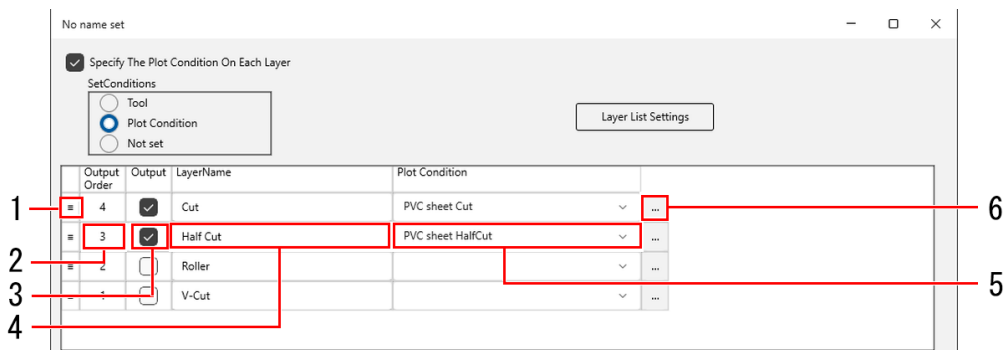 No name set
Specify The Plot Condition On Each Layer
SetConditions
Tool
Plot Condition
Not set
Layer List Settings
Output Order Output LayerName Plot Condition
1 ≡ 4 Cut PVC sheet Cut ... 6
≡ 3 Half Cut PVC sheet HalfCut ...
2 ≡ 2 Roller ...
3 1 V-Cut ... 5
4